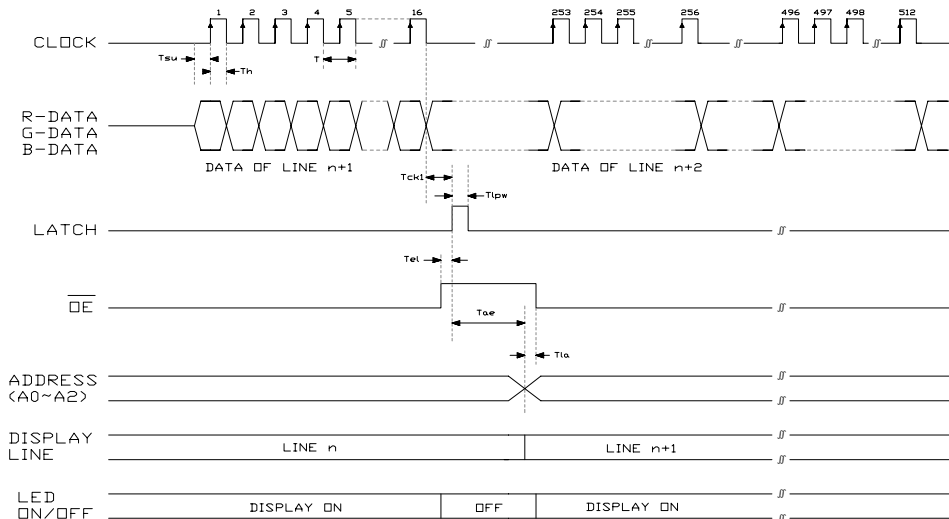 1 2 3 4 5 16 253 254 255 256 496 497 498 512
CLOCK
Tsu Th T
R-DATA
G-DATA
B-DATA
DATA OF LINE n+1 DATA OF LINE n+2
Tck1
Tlpw
LATCH
Tel
OE
Tae
Tla
ADDRESS
(A0~A2)
DISPLAY
LINE
LINE n LINE n+1
LED
ON/OFF
DISPLAY ON OFF DISPLAY ON